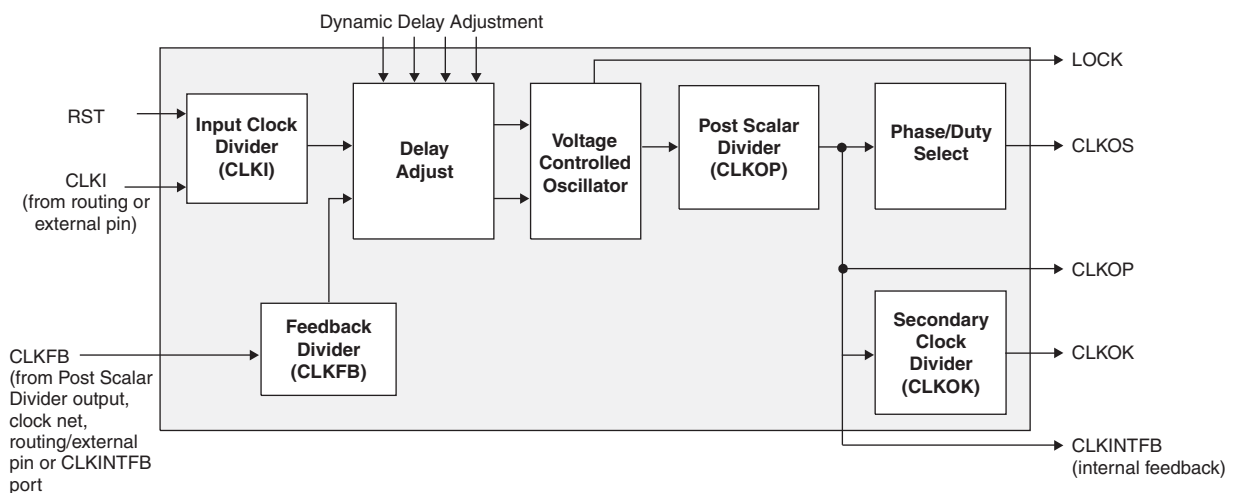 Dynamic Delay Adjustment
LOCK
RST
Input Clock
Divider
(CLKI)
Delay
Adjust
Voltage
Controlled
Oscillator
Post Scalar
Divider
(CLKOP)
Phase/Duty
Select
CLKOS
CLKI
(from routing or
external pin)
CLKOP
Feedback
Divider
(CLKFB)
Secondary
Clock
Divider
(CLKOK)
CLKOK
CLKFB
(from Post Scalar
Divider output,
clock net,
routing/external
pin or CLKINTFB
port
CLKINTFB
(internal feedback)